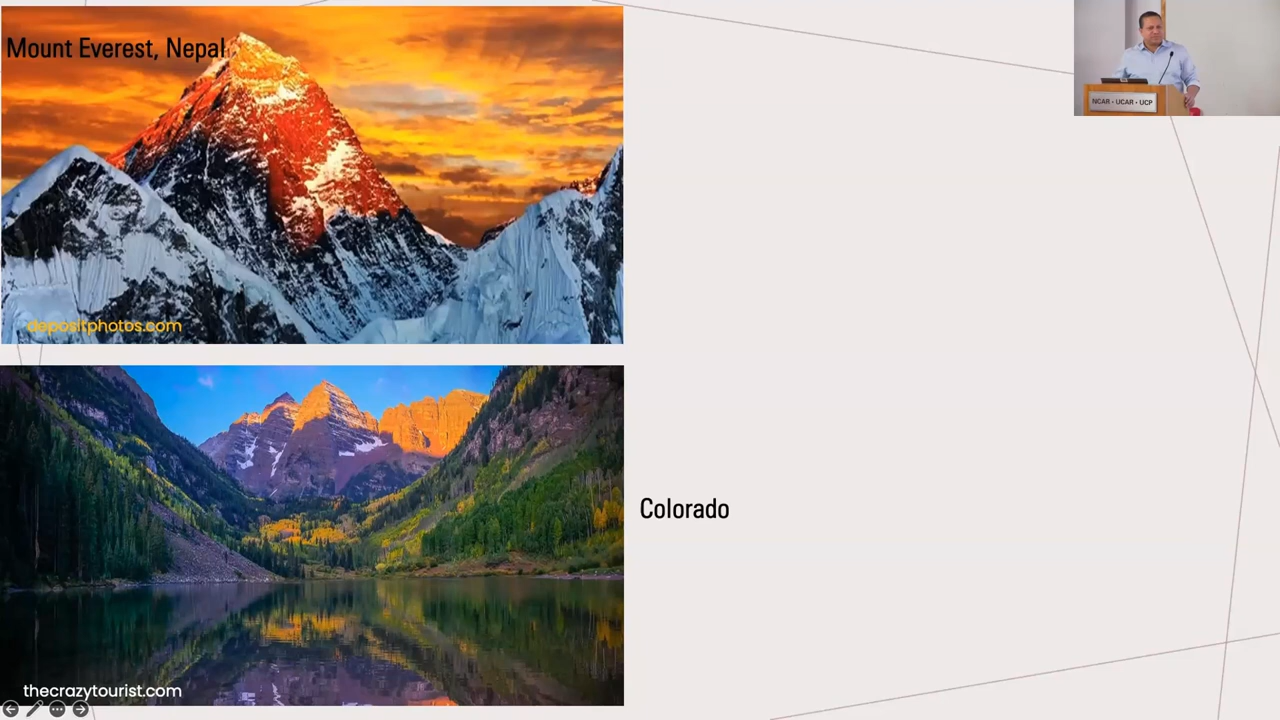 Mount Everest, Nepal
NCAR • UCAR • UCP
depositphotos.com
Colorado
thecrazytourist.com